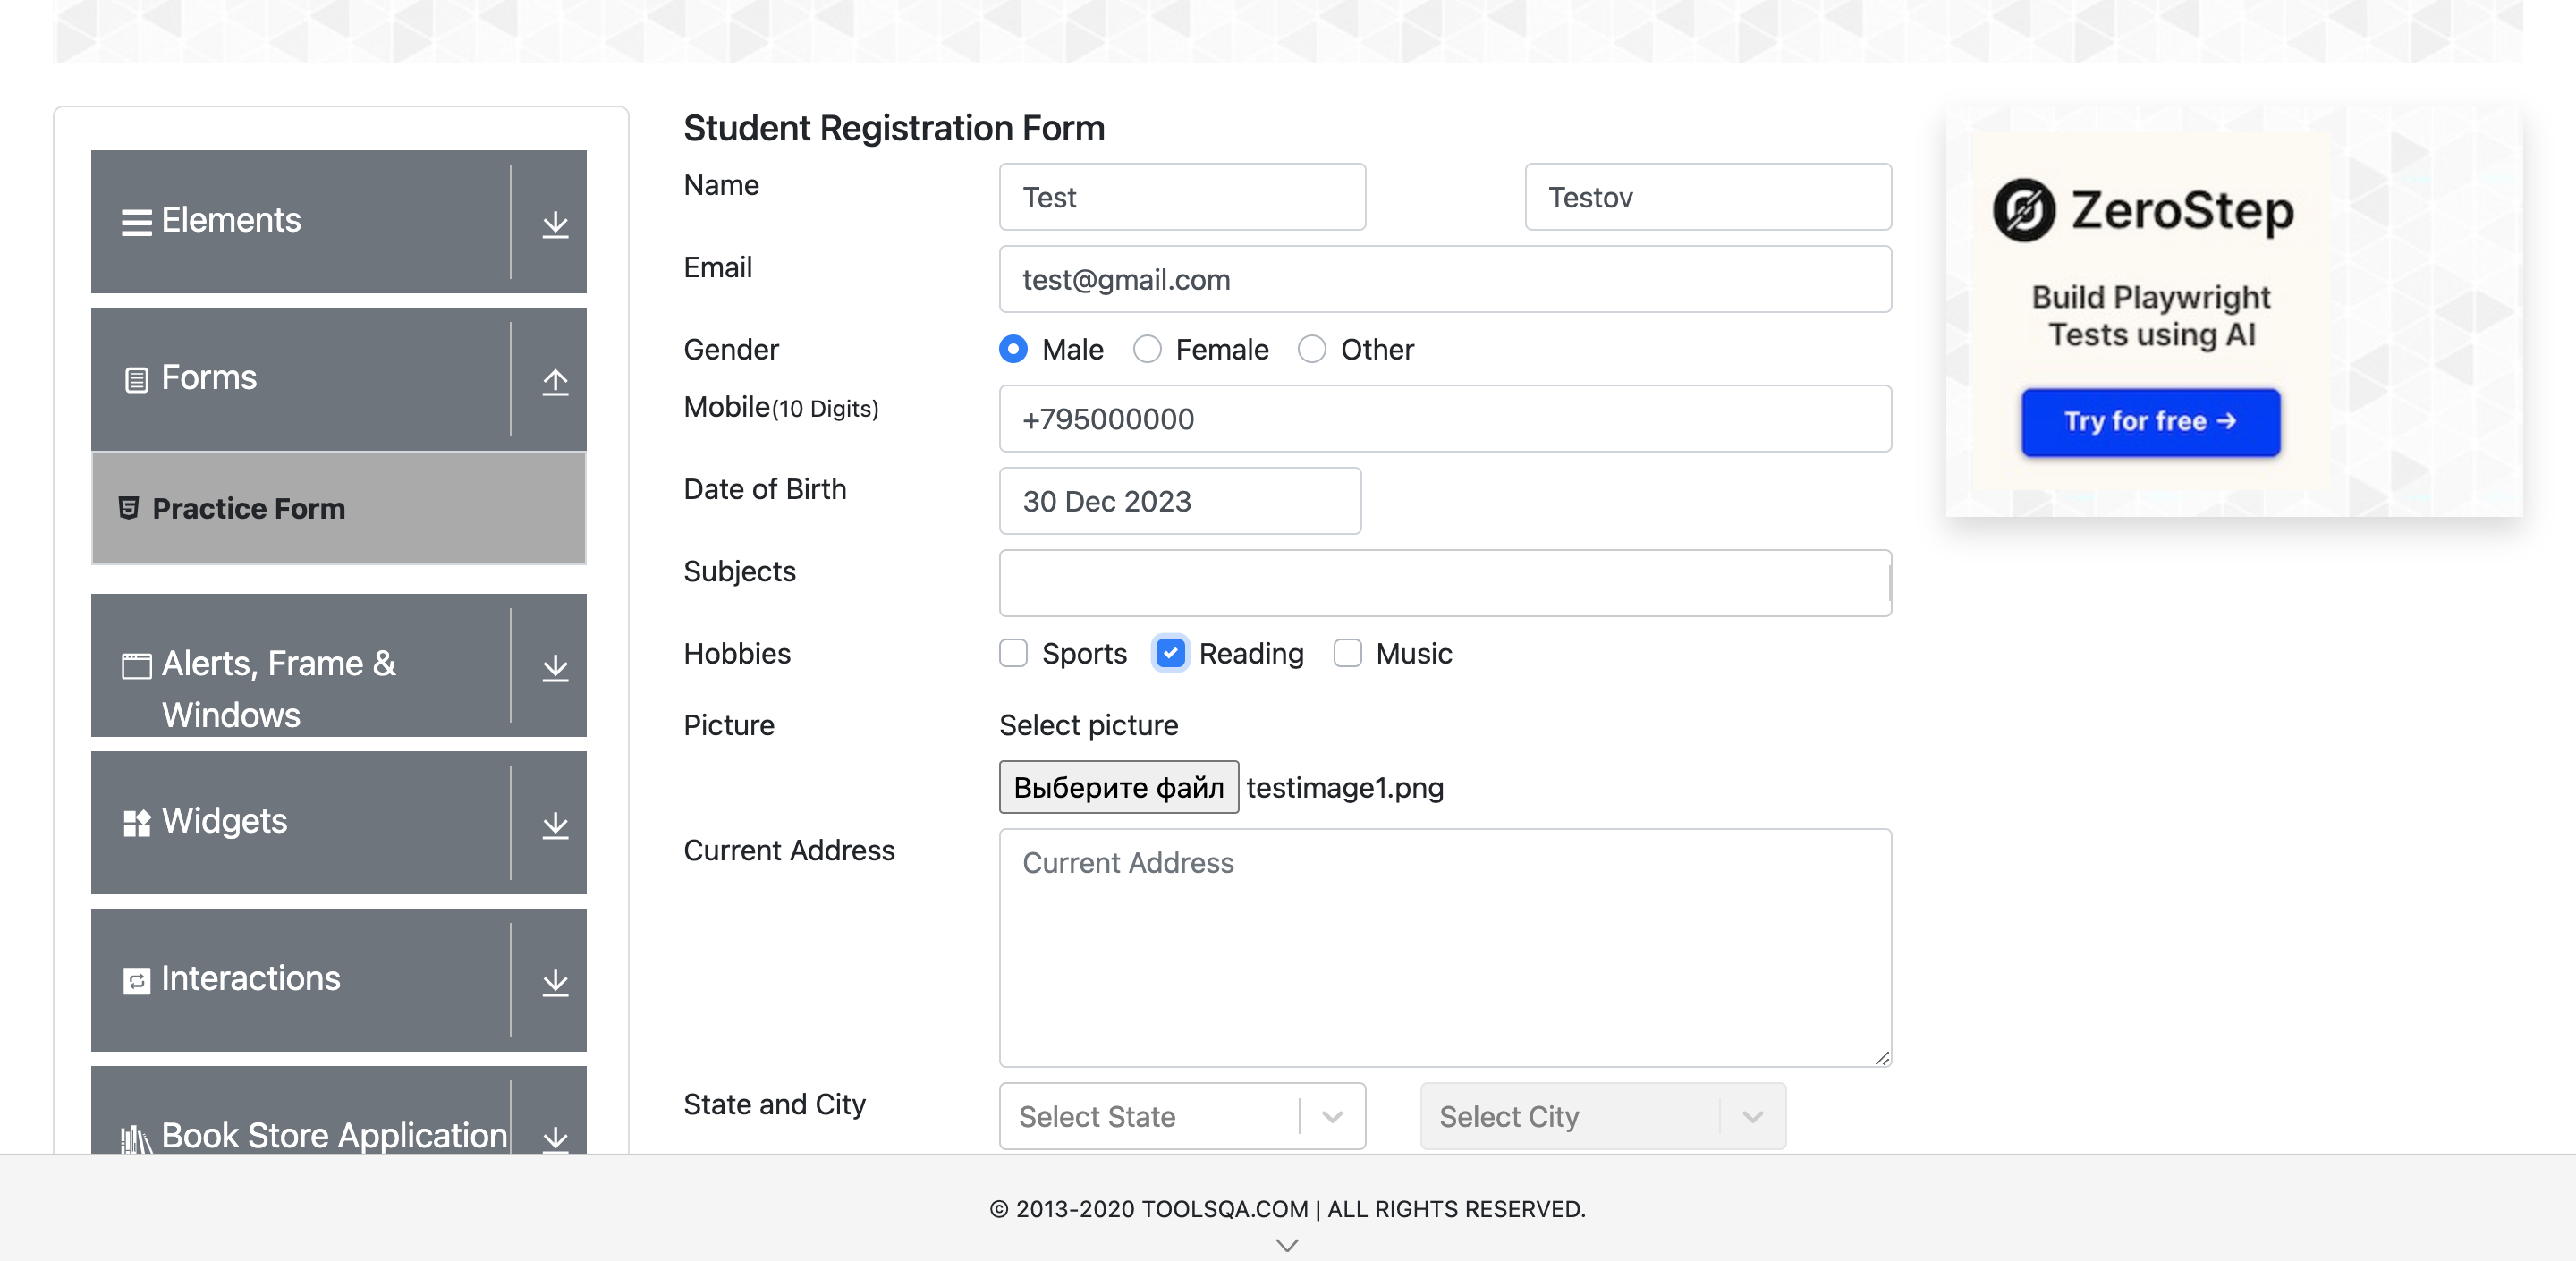 Elements
Forms
Practice Form
Alerts, Frame &
Windows
Widgets
Interactions
Book Store Application
Student Registration Form
Name Test Testov
Email test@gmail.com
Gender Male Female Other
Mobile(10 Digits) +795000000
Date of Birth 30 Dec 2023
Subjects
Hobbies Sports Reading Music
Picture Select picture
Выберите файл testimage1.png
Current Address Current Address
State and City Select State Select City
ZeroStep
Build Playwright
Tests using AI
Try for free →
© 2013-2020 TOOLSQA.COM | ALL RIGHTS RESERVED.